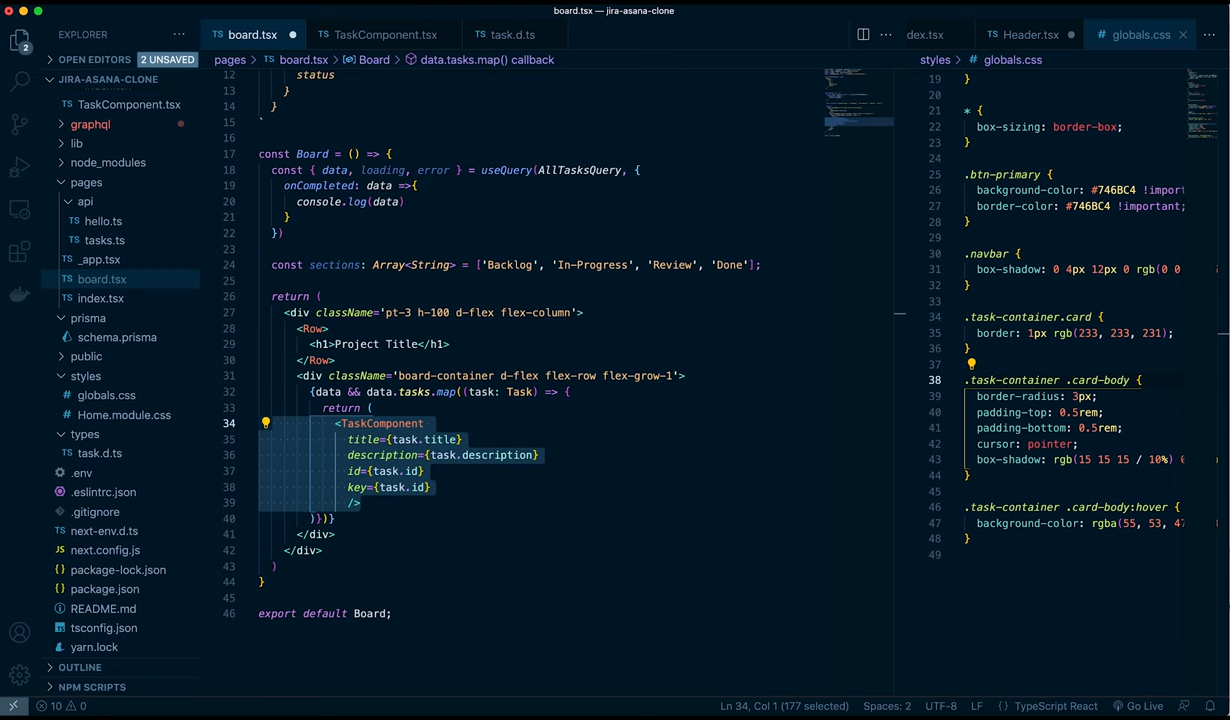 board.tsx — jira-asana-clone
EXPLORER
board.tsx
TaskComponent.tsx
task.d.ts
dex.tsx
Header.tsx
globals.css
2
OPEN EDITORS 2 UNSAVED
pages > board.tsx > Board > data.tasks.map() callback
styles > globals.css
JIRA-ASANA-CLONE
TaskComponent.tsx
graphql
lib
node_modules
pages
api
hello.ts
tasks.ts
_app.tsx
board.tsx
index.tsx
prisma
schema.prisma
public
styles
globals.css
Home.module.css
types
task.d.ts
.env
.eslintrc.json
.gitignore
next-env.d.ts
next.config.js
package-lock.json
package.json
README.md
tsconfig.json
yarn.lock
OUTLINE
NPM SCRIPTS
12 status
13 }
14 }
15 `
16
17 const Board = () => {
18 const { data, loading, error } = useQuery(AllTasksQuery, {
19 onCompleted: data =>{
20 console.log(data)
21 }
22 })
23
24 const sections: Array<String> = ['Backlog', 'In-Progress', 'Review', 'Done'];
25
26 return (
27 <div className='pt-3 h-100 d-flex flex-column'>
28 <Row>
29 <h1>Project Title</h1>
30 </Row>
31 <div className='board-container d-flex flex-row flex-grow-1'>
32 {data && data.tasks.map((task: Task) => {
33 return (
34 <TaskComponent
35 title={task.title}
36 description={task.description}
37 id={task.id}
38 key={task.id}
39 />
40 )})}
41 </div>
42 </div>
43 )
44 }
45
46 export default Board;
19 }
20
21 * {
22 box-sizing: border-box;
23 }
24
25 .btn-primary {
26 background-color: #746BC4 !import
27 border-color: #746BC4 !important;
28 }
29
30 .navbar {
31 box-shadow: 0 4px 12px 0 rgb(0 0
32 }
33
34 .task-container.card {
35 border: 1px rgb(233, 233, 231);
36 }
37
38 .task-container .card-body {
39 border-radius: 3px;
40 padding-top: 0.5rem;
41 padding-bottom: 0.5rem;
42 cursor: pointer;
43 box-shadow: rgb(15 15 15 / 10%) 0
44 }
45
46 .task-container .card-body:hover {
47 background-color: rgba(55, 53, 47
48 }
49
10 0
Ln 34, Col 1 (177 selected)
Spaces: 2
UTF-8
LF
{} TypeScript React
Go Live